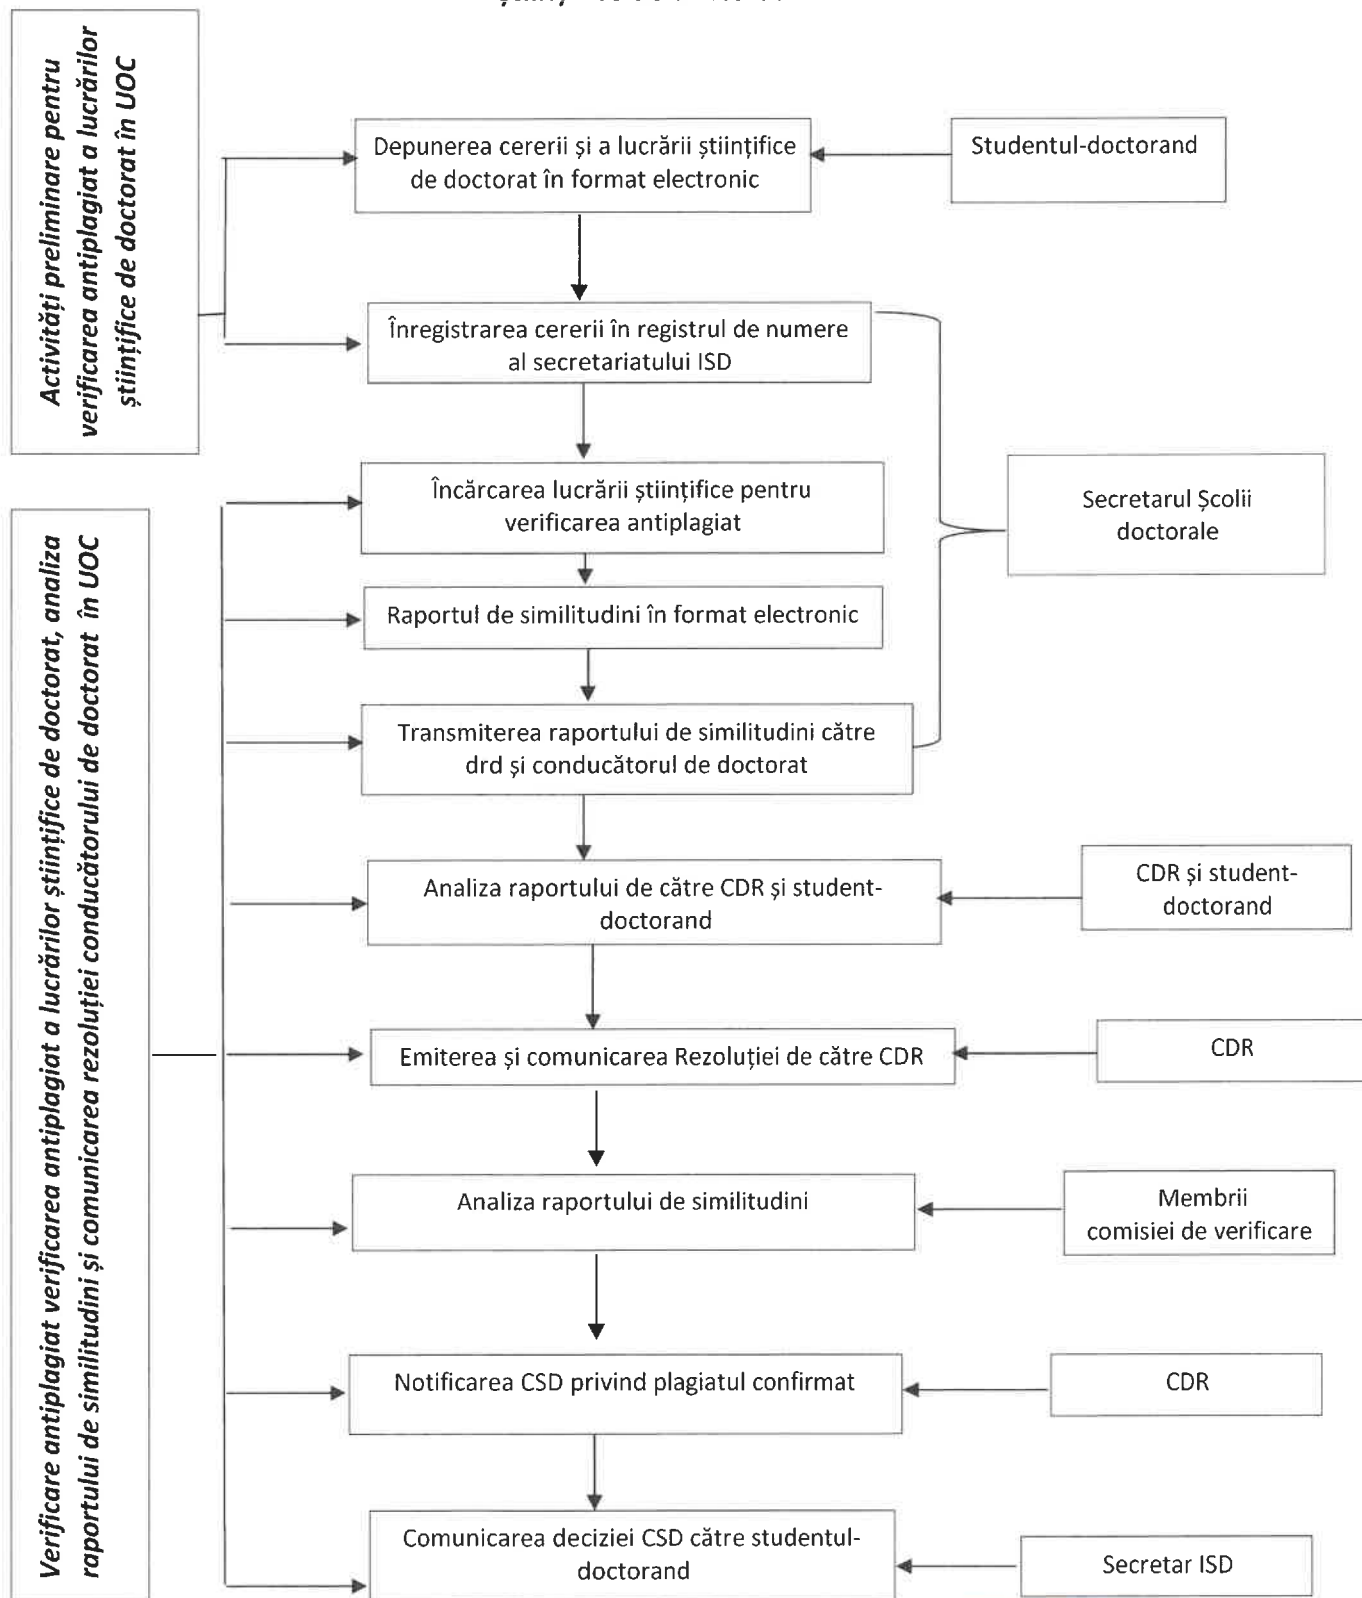 Activități preliminare pentru
verificarea antiplagiat a lucrărilor
științifice de doctorat în UOC
Depunerea cererii și a lucrării științifice
de doctorat în format electronic
Studentul-doctorand
Înregistrarea cererii în registrul de numere
al secretariatului ISD
Încărcarea lucrării științifice pentru
verificarea antiplagiat
Secretarul Școlii
doctorale
Verificare antiplagiat verificarea antiplagiat a lucrărilor științifice de doctorat, analiza
raportului de similitudini și comunicarea rezoluției conducătorului de doctorat în UOC
Raportul de similitudini în format electronic
Transmiterea raportului de similitudini către
drd și conducătorul de doctorat
Analiza raportului de către CDR și student-
doctorand
CDR și student-
doctorand
Emiterea și comunicarea Rezoluției de către CDR
CDR
Analiza raportului de similitudini
Membrii
comisiei de verificare
Notificarea CSD privind plagiatul confirmat
CDR
Comunicarea deciziei CSD către studentul-
doctorand
Secretar ISD